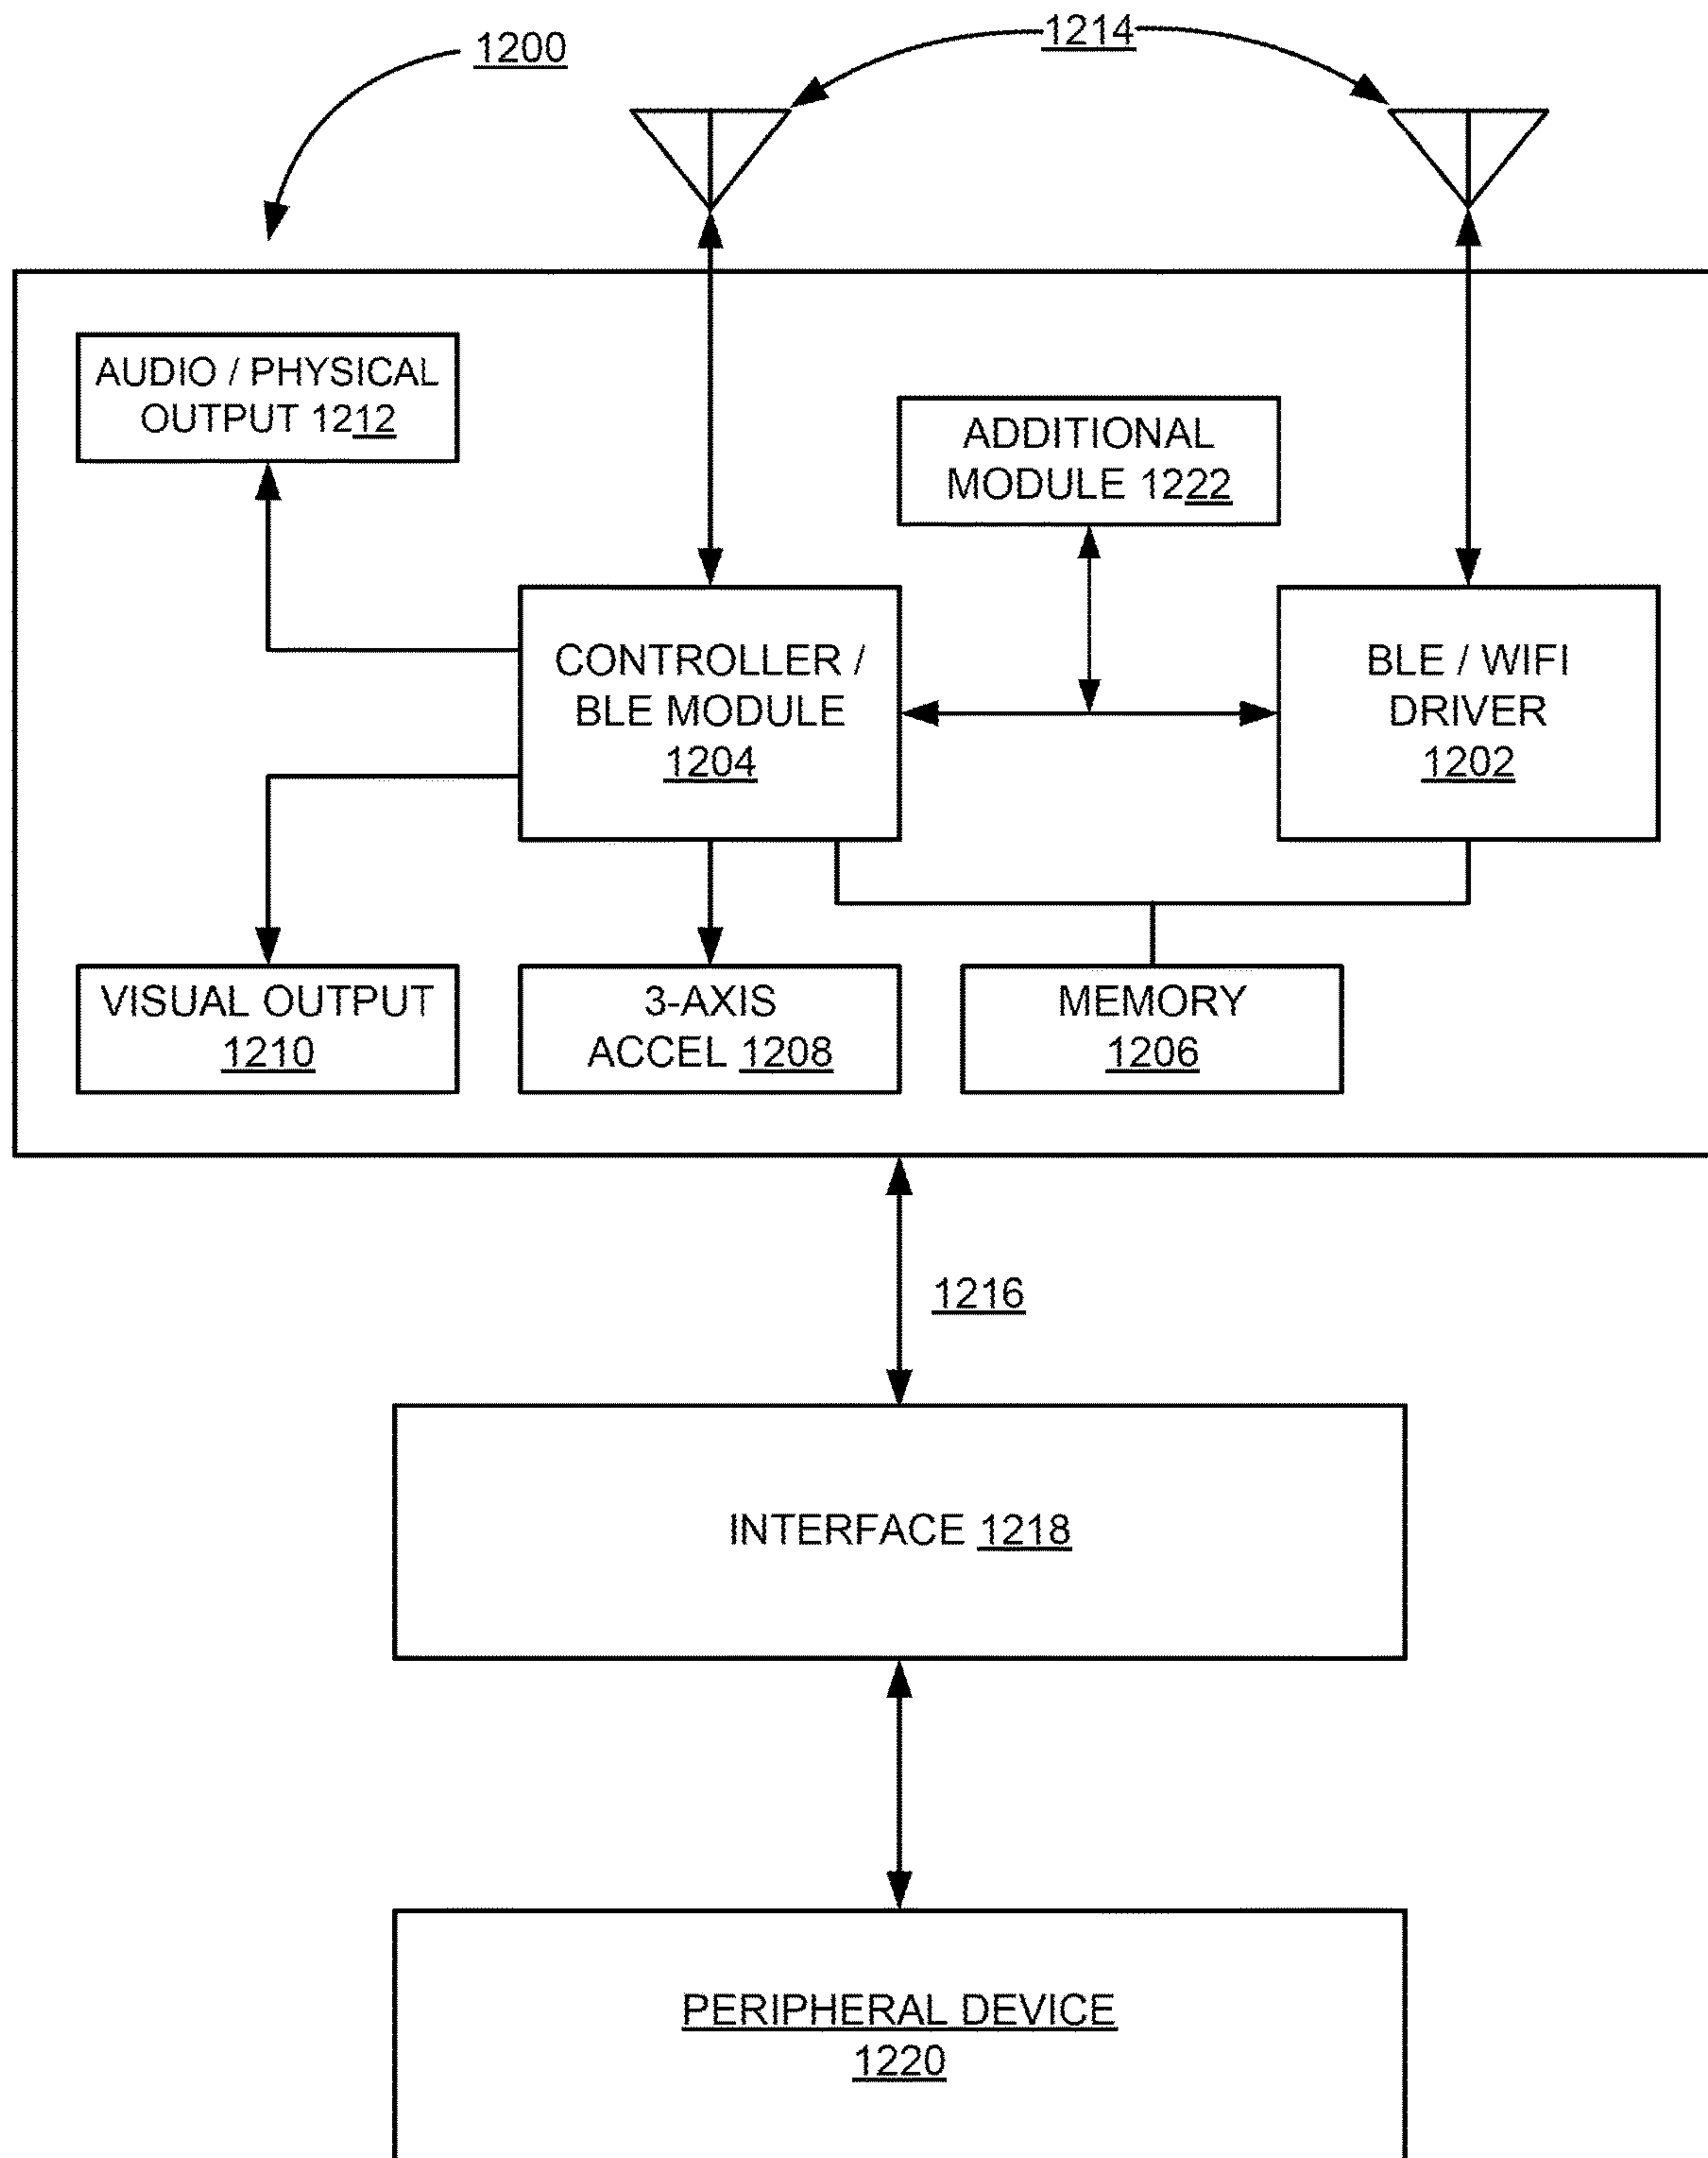 1200
1214
AUDIO / PHYSICAL
OUTPUT 1212
ADDITIONAL
MODULE 1222
CONTROLLER /
BLE MODULE
1204
BLE / WIFI
DRIVER
1202
VISUAL OUTPUT
1210
3-AXIS
ACCEL 1208
MEMORY
1206
1216
INTERFACE 1218
PERIPHERAL DEVICE
1220